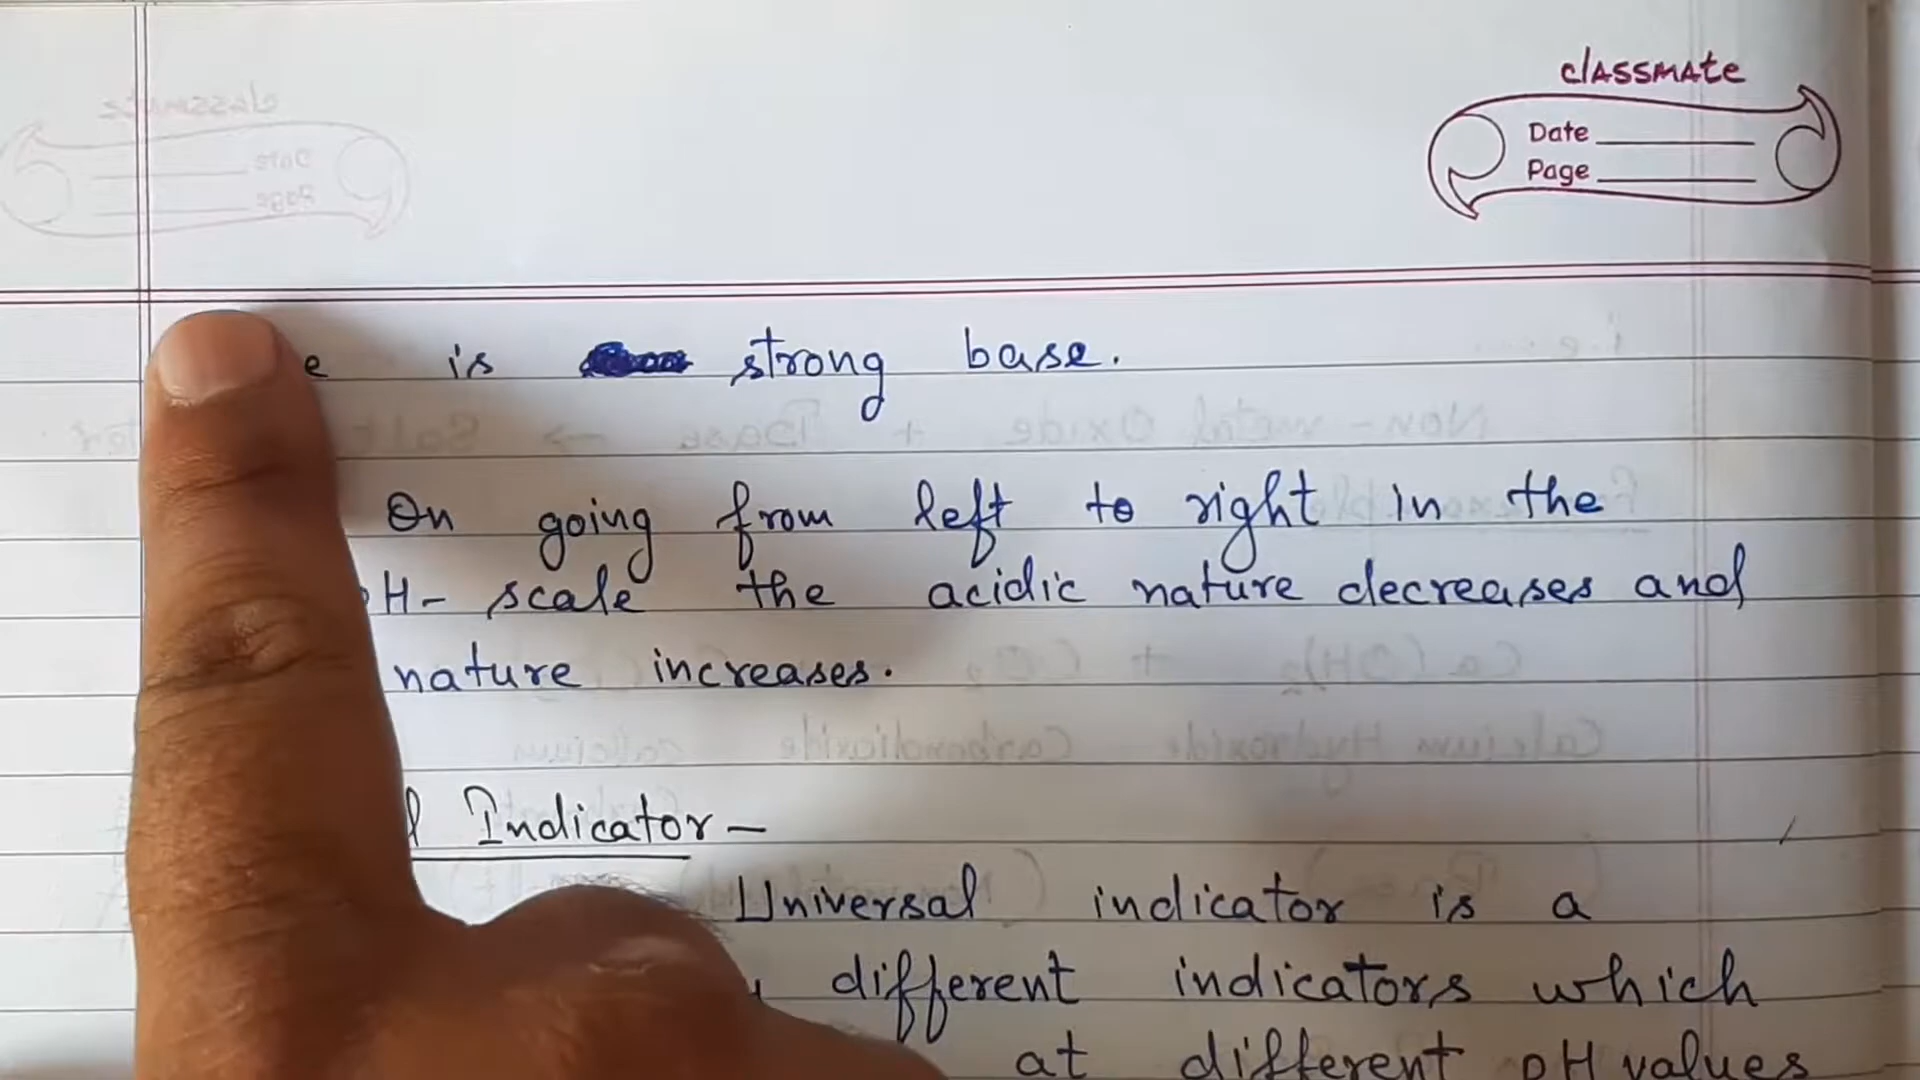 classmate
Date
Page
is strong base.
On going from left to right in the
H- scale the acidic nature decreases and
nature increases.
Indicator-
Universal indicator is a
different indicators which
at different pH values